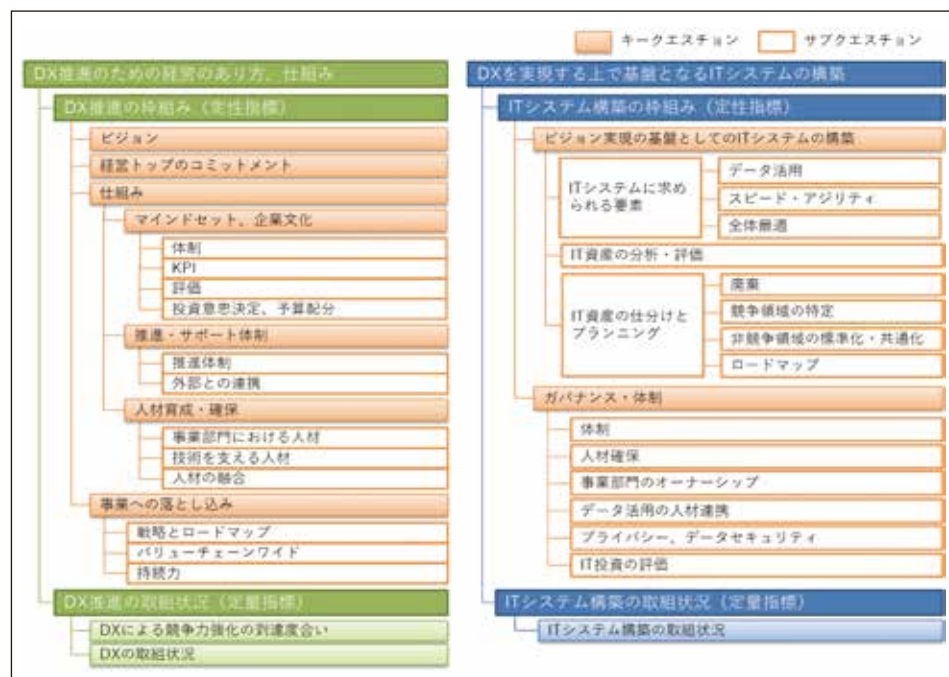 キークエスチョン
サブクエスチョン
DX推進のための経営のあり方、仕組み
DX推進の枠組み（定性指標）
ビジョン
経営トップのコミットメント
仕組み
マインドセット、企業文化
体制
KPI
評価
投資意思決定、予算配分
推進・サポート体制
推進体制
外部との連携
人材育成・確保
事業部門における人材
技術を支える人材
人材の融合
事業への落とし込み
戦略とロードマップ
バリューチェーンワイド
持続力
DX推進の取組状況（定量指標）
DXによる競争力強化の到達度合い
DXの取組状況
DXを実現する上で基盤となるITシステムの構築
ITシステム構築の枠組み（定性指標）
ビジョン実現の基盤としてのITシステムの構築
ITシステムに求め
られる要素
データ活用
スピード・アジリティ
全体最適
IT資産の分析・評価
IT資産の仕分けと
プランニング
廃棄
競争領域の特定
非競争領域の標準化・共通化
ロードマップ
ガバナンス・体制
体制
人材確保
事業部門のオーナーシップ
データ活用の人材連携
プライバシー、データセキュリティ
IT投資の評価
ITシステム構築の取組状況（定量指標）
ITシステム構築の取組状況